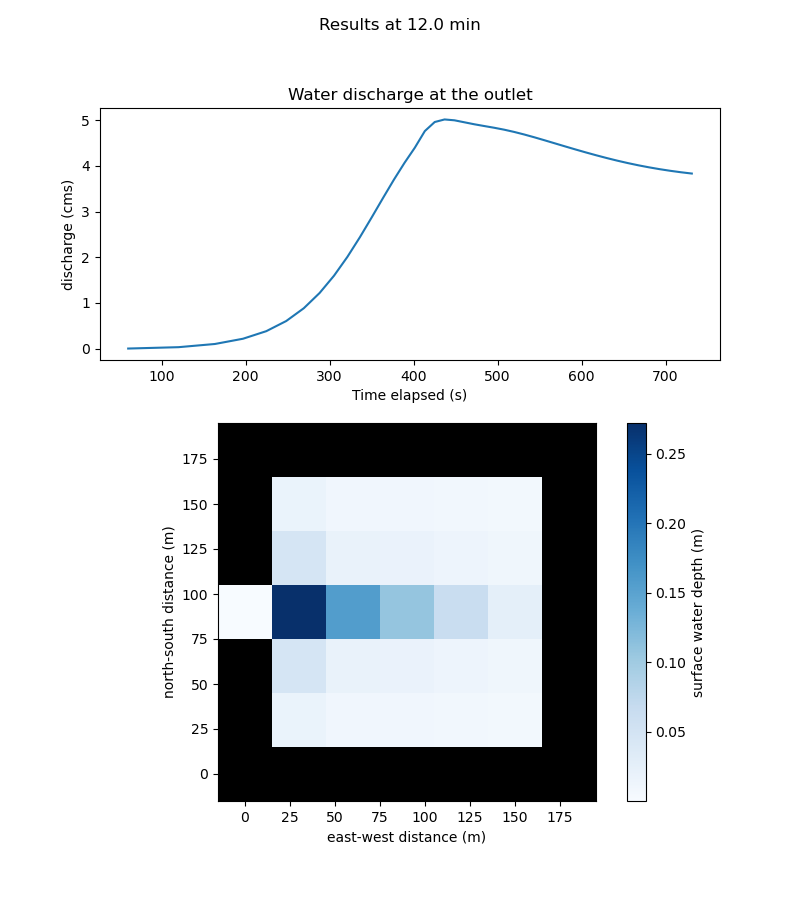 Results at 12.0 min
Water discharge at the outlet
discharge (cms)
5
4
3
2
1
0
100 200 300 400 500 600 700
Time elapsed (s)
north-south distance (m)
175
150
125
100
75
50
25
0
0 25 50 75 100 125 150 175
east-west distance (m)
0.25
0.20
0.15
0.10
0.05
surface water depth (m)